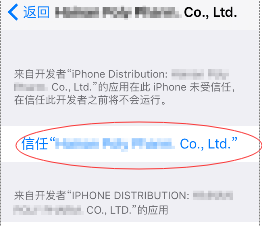 返回 Co., Ltd.
来自开发者“iPhone Distribution:
Co., Ltd.”的应用在此 iPhone 未受信任,
在信任此开发者之前将不会运行。
信任“ Co., Ltd.”
来自开发者“IPHONE DISTRIBUTION:
CO., LTD.”的应用